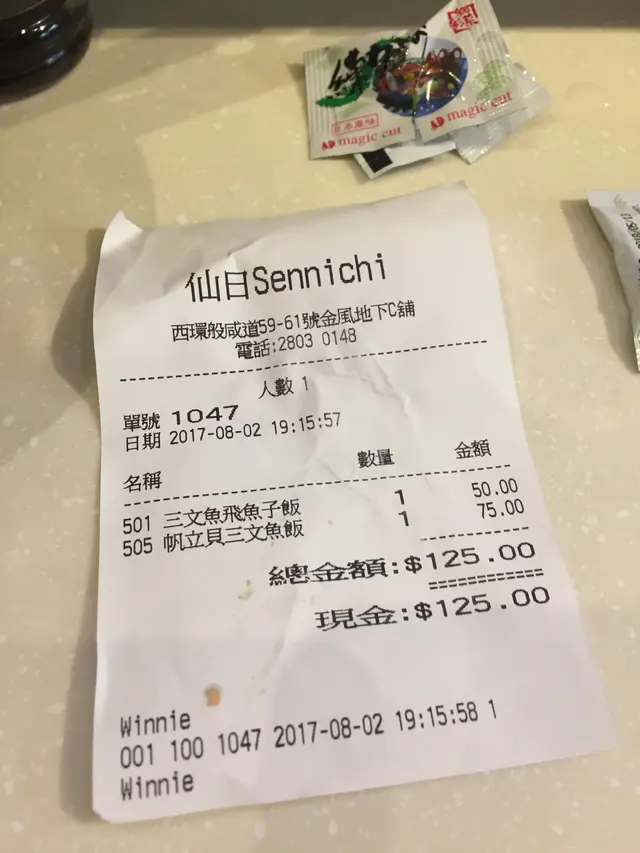 magic cut
日本風味
magic cut
仙日Sennichi
西環般咸道59-61號金風地下C舖
電話:2803 0148
人數 1
單號 1047
日期 2017-08-02 19:15:57
名稱 數量 金額
501 三文魚飛魚子飯 1 50.00
505 帆立貝三文魚飯 1 75.00
總金額:$125.00
現金:$125.00
Winnie
001 100 1047 2017-08-02 19:15:58 1
Winnie